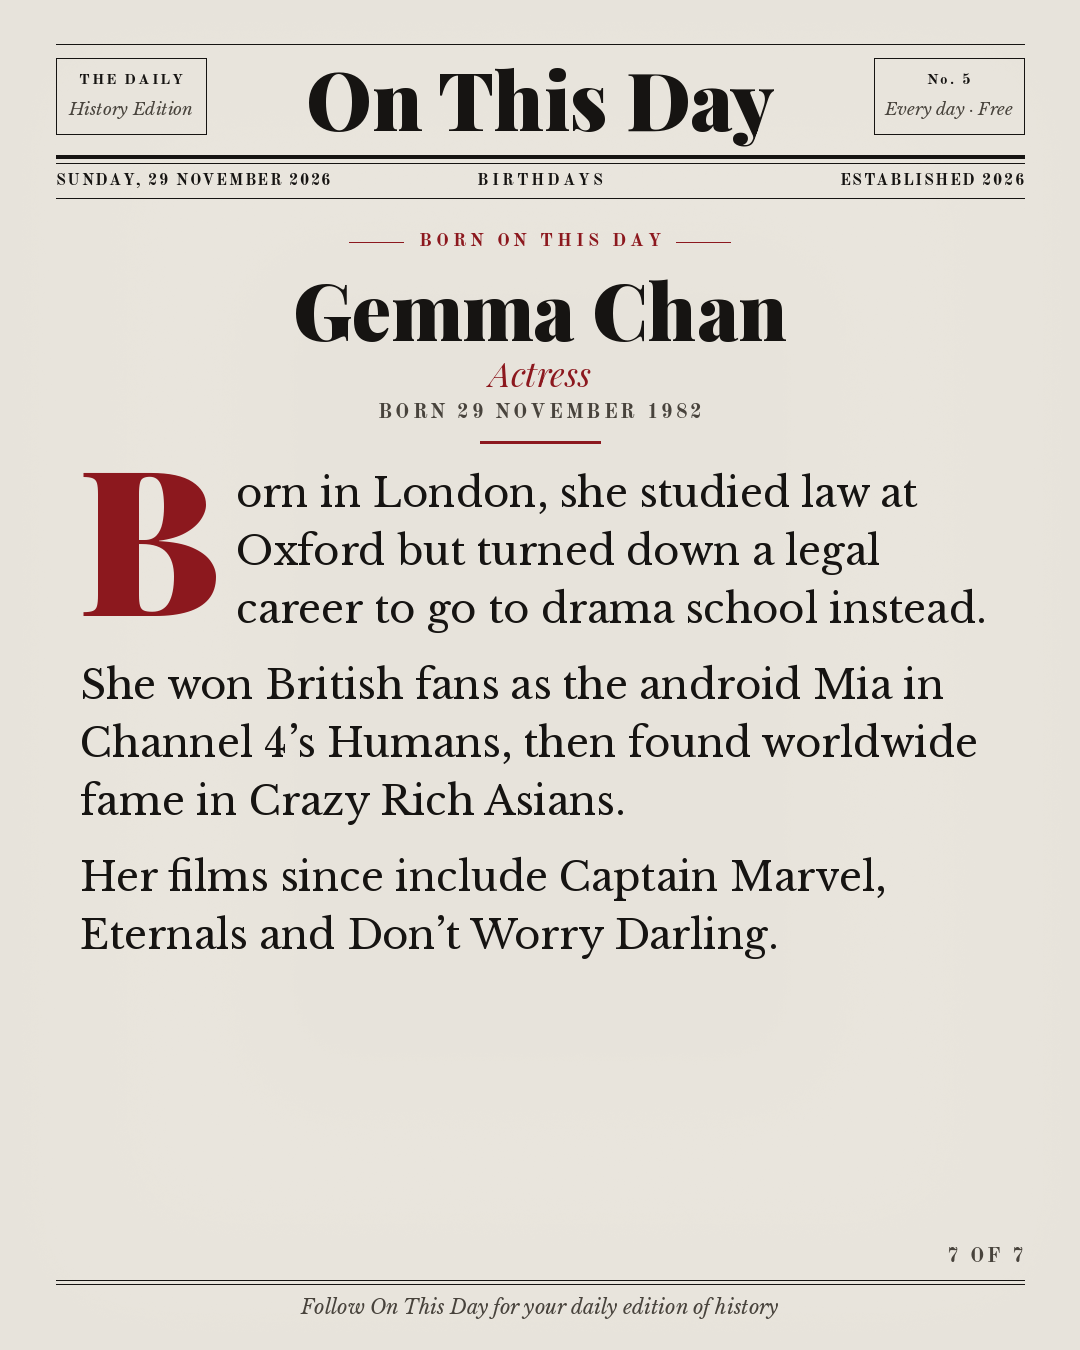 THE DAILY
History Edition
On This Day
No. 5
Every day · Free
SUNDAY, 29 NOVEMBER 2026
BIRTHDAYS
ESTABLISHED 2026
BORN ON THIS DAY
Gemma Chan
Actress
BORN 29 NOVEMBER 1982
Born in London, she studied law at
Oxford but turned down a legal
career to go to drama school instead.
She won British fans as the android Mia in
Channel 4’s Humans, then found worldwide
fame in Crazy Rich Asians.
Her films since include Captain Marvel,
Eternals and Don’t Worry Darling.
7 OF 7
Follow On This Day for your daily edition of history